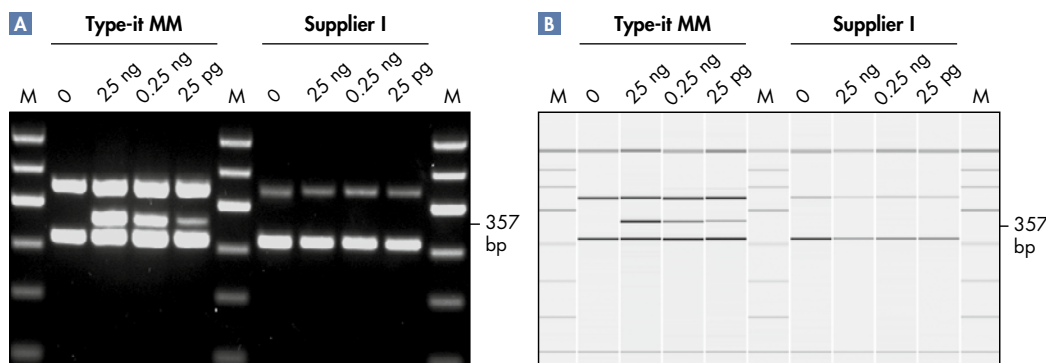 A
Type-it MM
Supplier I
M
0
25 ng
0.25 ng
25 pg
M
0
25 ng
0.25 ng
25 pg
M
357
bp
B
Type-it MM
Supplier I
M
0
25 ng
0.25 ng
25 pg
M
0
25 ng
0.25 ng
25 pg
M
357
bp